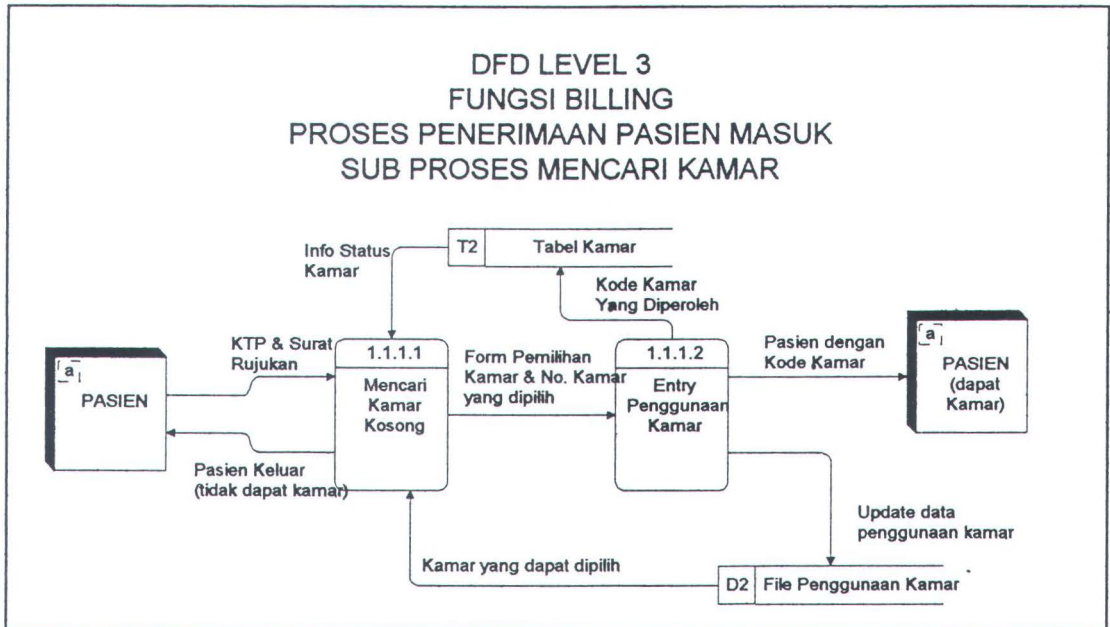 DFD LEVEL 3
FUNGSI BILLING
PROSES PENERIMAAN PASIEN MASUK
SUB PROSES MENCARI KAMAR
Info Status
Kamar
T2 Tabel Kamar
Kode Kamar
Yang Diperoleh
a
PASIEN
KTP & Surat
Rujukan
1.1.1.1
Mencari
Kamar
Kosong
Form Pemilihan
Kamar & No. Kamar
yang dipilih
1.1.1.2
Entry
Penggunaan
Kamar
Pasien dengan
Kode Kamar
a
PASIEN
(dapat
Kamar)
Pasien Keluar
(tidak dapat kamar)
Update data
penggunaan kamar
Kamar yang dapat dipilih
D2 File Penggunaan Kamar